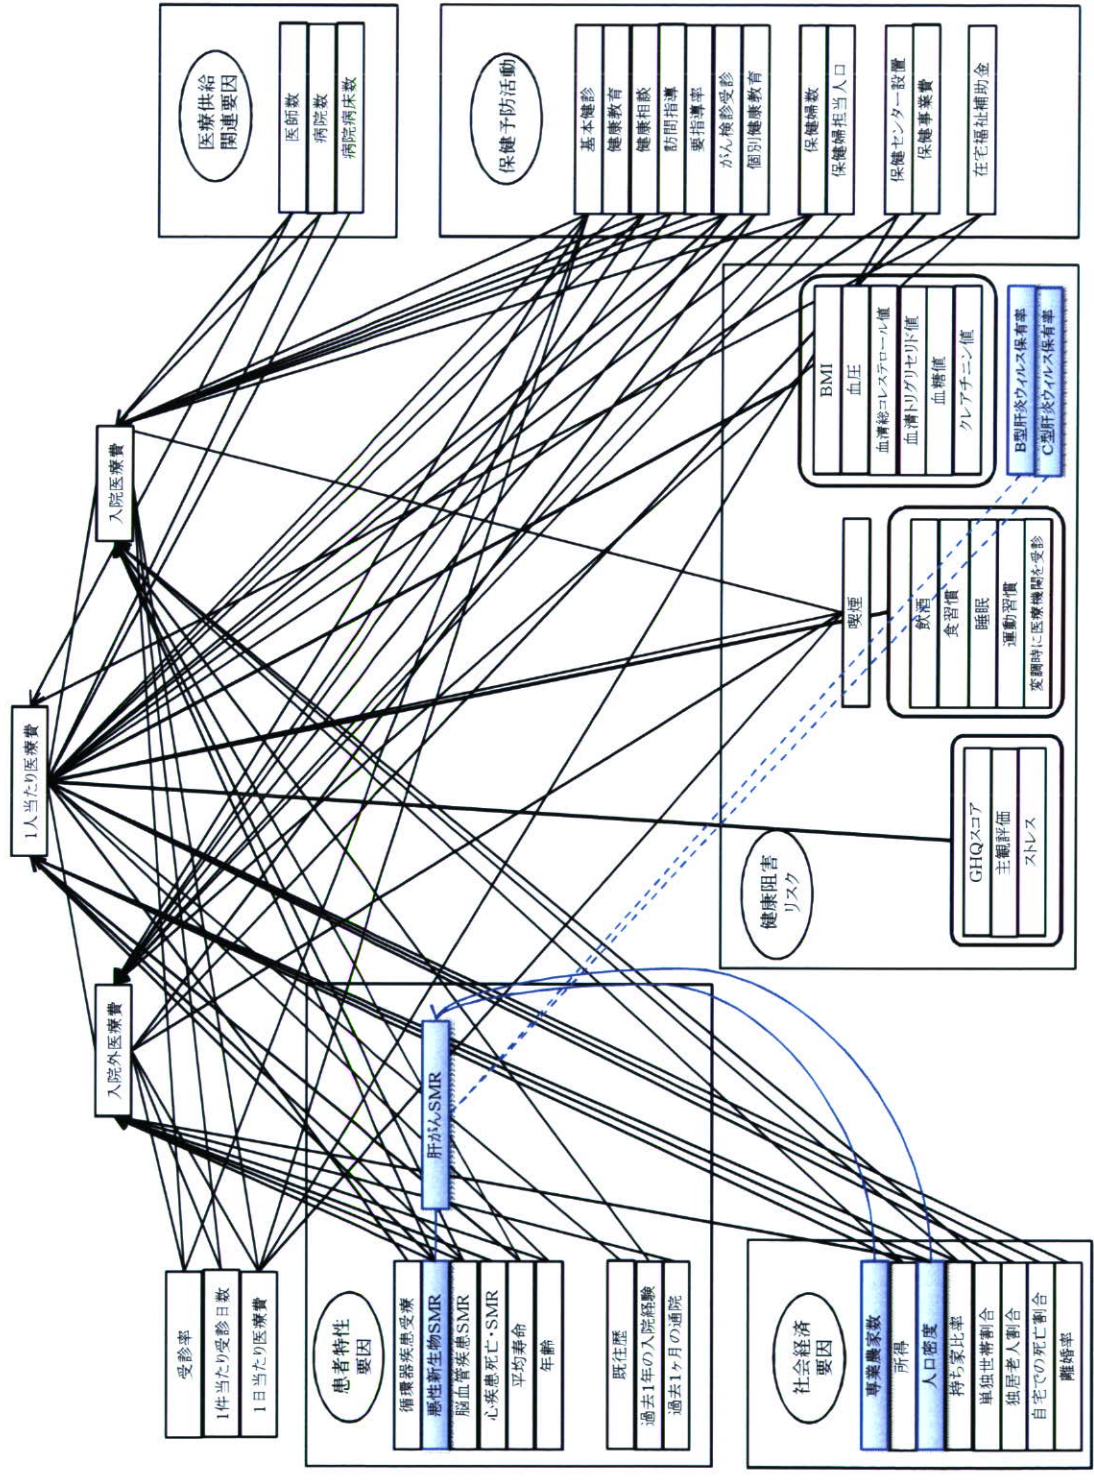 1人当たり医療費
入院外医療費
入院医療費
受診率
1件当たり受診日数
1日当たり医療費
患者特性
要因
循環器疾患受療
悪性新生物SMR
脳血管疾患SMR
心疾患死亡・SMR
平均寿命
年齢
既往歴
過去1年の入院経験
過去1ヶ月の通院
肝がんSMR
社会経済
要因
専業農家数
所得
人口密度
持ち家比率
単独世帯割合
独居老人割合
自宅での死亡割合
離婚率
健康阻害
リスク
GHQスコア
主観評価
ストレス
喫煙
飲酒
食習慣
睡眠
運動習慣
変調時に医療機関を受診
BMI
血圧
血清総コレステロール値
血清トリグリセリド値
血糖値
クレアチニン値
B型肝炎ウィルス保有率
C型肝炎ウィルス保有率
医療供給
関連要因
医師数
病院数
病院病床数
保健予防活動
基本健診
健康教育
健康相談
訪問指導
要指導率
がん検診受診
個別健康教育
保健婦数
保健婦担当人口
保健センター設置
保健事業費
在宅福祉補助金